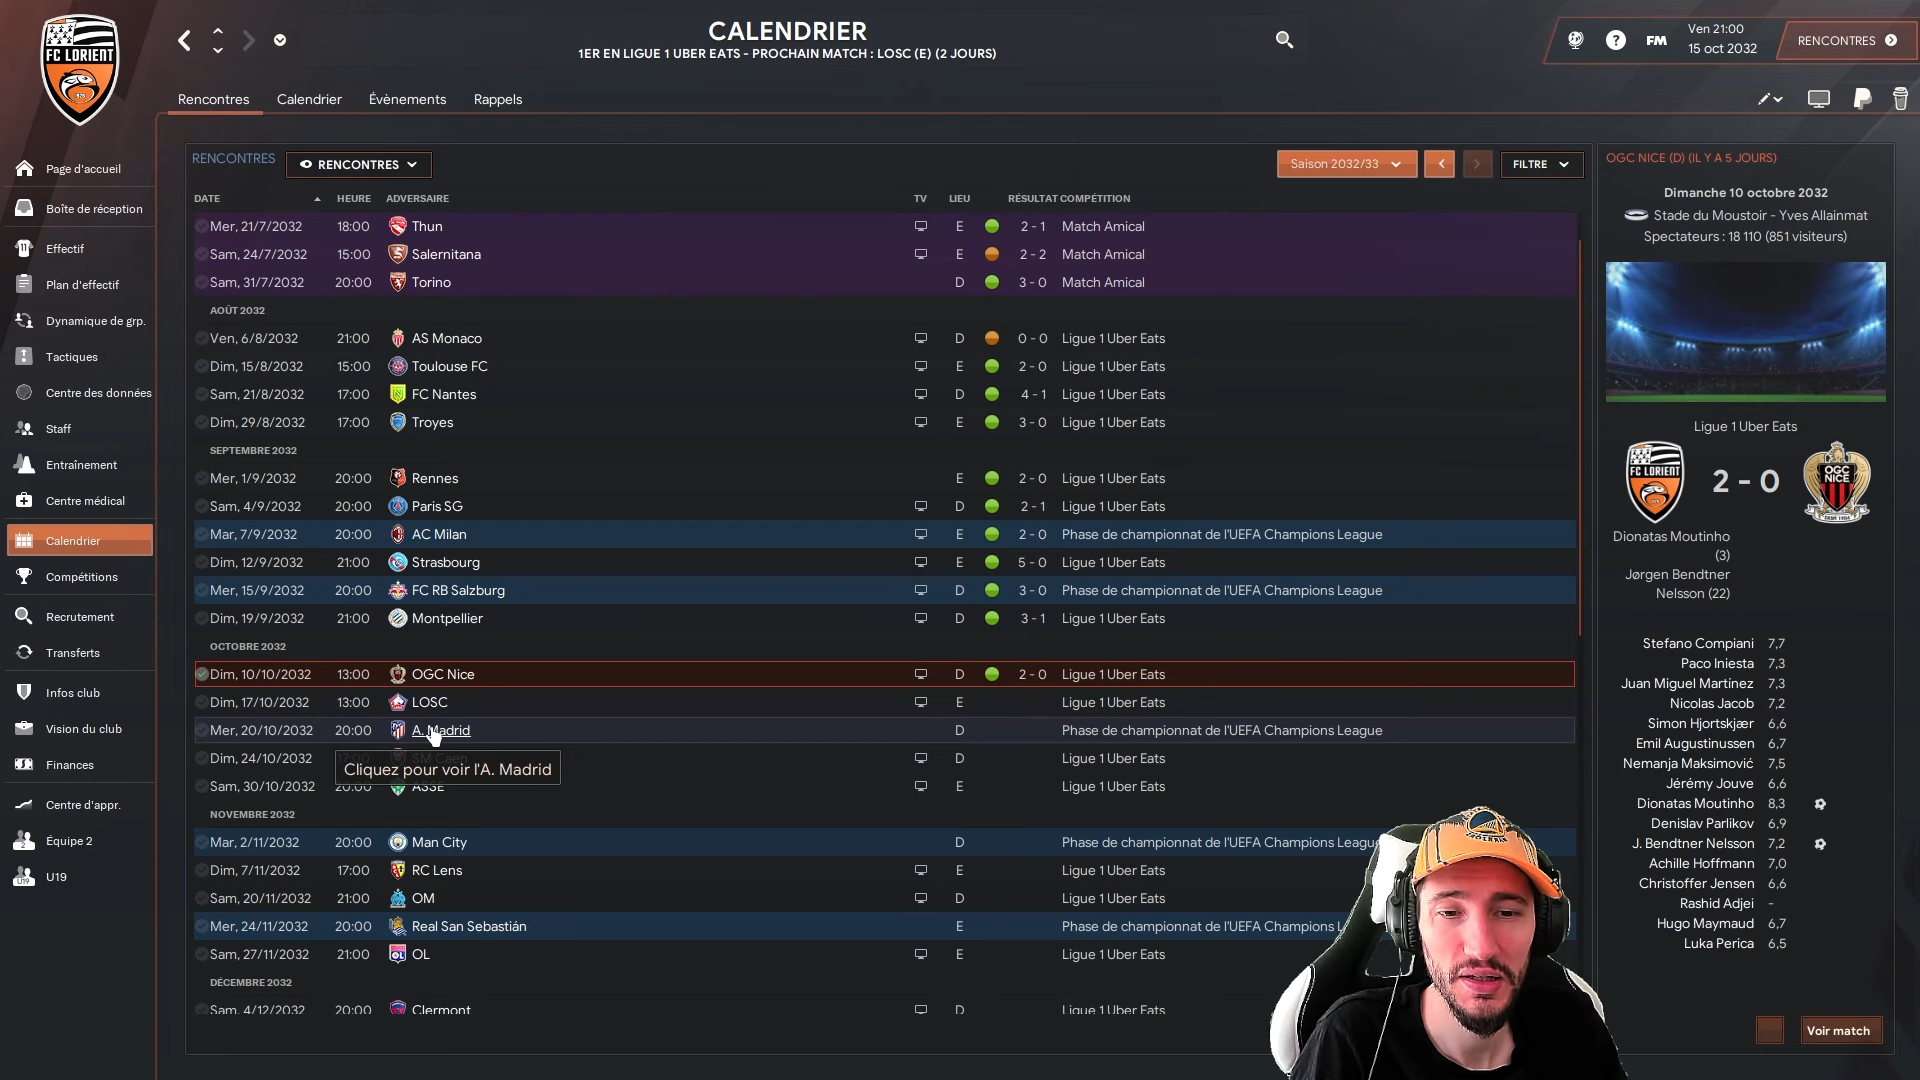 FC LORIENT
CALENDRIER
1ER EN LIGUE 1 UBER EATS - PROCHAIN MATCH : LOSC (E) (2 JOURS)
FM
Ven 21:00
15 oct 2032
RENCONTRES
Rencontres Calendrier Évènements Rappels
Page d'accueil
Boîte de réception
Effectif
Plan d'effectif
Dynamique de grp.
Tactiques
Centre des données
Staff
Entraînement
Centre médical
Calendrier
Compétitions
Recrutement
Transferts
Infos club
Vision du club
Finances
Centre d'appr.
Équipe 2
U19
RENCONTRES RENCONTRES Saison 2032/33 FILTRE
DATE HEURE ADVERSAIRE TV LIEU RÉSULTAT COMPÉTITION
Mer, 21/7/2032 18:00 Thun E 2 - 1 Match Amical
Sam, 24/7/2032 15:00 Salernitana E 2 - 2 Match Amical
Sam, 31/7/2032 20:00 Torino D 3 - 0 Match Amical
AOÛT 2032
Ven, 6/8/2032 21:00 AS Monaco D 0 - 0 Ligue 1 Uber Eats
Dim, 15/8/2032 15:00 Toulouse FC E 2 - 0 Ligue 1 Uber Eats
Sam, 21/8/2032 17:00 FC Nantes D 4 - 1 Ligue 1 Uber Eats
Dim, 29/8/2032 17:00 Troyes E 3 - 0 Ligue 1 Uber Eats
SEPTEMBRE 2032
Mer, 1/9/2032 20:00 Rennes E 2 - 0 Ligue 1 Uber Eats
Sam, 4/9/2032 20:00 Paris SG D 2 - 1 Ligue 1 Uber Eats
Mar, 7/9/2032 20:00 AC Milan E 2 - 0 Phase de championnat de l'UEFA Champions League
Dim, 12/9/2032 21:00 Strasbourg E 5 - 0 Ligue 1 Uber Eats
Mer, 15/9/2032 20:00 FC RB Salzburg D 3 - 0 Phase de championnat de l'UEFA Champions League
Dim, 19/9/2032 21:00 Montpellier D 3 - 1 Ligue 1 Uber Eats
OCTOBRE 2032
Dim, 10/10/2032 13:00 OGC Nice D 2 - 0 Ligue 1 Uber Eats
Dim, 17/10/2032 13:00 LOSC E Ligue 1 Uber Eats
Mer, 20/10/2032 20:00 A. Madrid D Phase de championnat de l'UEFA Champions League
Dim, 24/10/2032 17:00 SM Caen D Ligue 1 Uber Eats
Cliquez pour voir l'A. Madrid
Sam, 30/10/2032 20:00 ASSE E Ligue 1 Uber Eats
NOVEMBRE 2032
Mar, 2/11/2032 20:00 Man City D Phase de championnat de l'UEFA Champions League
Dim, 7/11/2032 17:00 RC Lens E Ligue 1 Uber Eats
Sam, 20/11/2032 21:00 OM D Ligue 1 Uber Eats
Mer, 24/11/2032 20:00 Real San Sebastián E Phase de championnat de l'UEFA
Sam, 27/11/2032 21:00 OL E Ligue 1 Uber Eats
DÉCEMBRE 2032
Sam, 4/12/2032 20:00 Clermont D Ligue 1 Uber Eats
OGC NICE (D) (IL Y A 5 JOURS)
Dimanche 10 octobre 2032
Stade du Moustoir - Yves Allainmat
Spectateurs : 18 110 (851 visiteurs)
Ligue 1 Uber Eats
FC LORIENT 2 - 0 OGC NICE
Dionatas Moutinho
(3)
Jørgen Bendtner
Nelsson (22)
Stefano Compiani 7,7
Paco Iniesta 7,3
Juan Miguel Martínez 7,3
Nicolas Jacob 7,2
Simon Hjortskjær 6,6
Emil Augustinussen 6,7
Nemanja Maksimović 7,5
Jérémy Jouve 6,6
Dionatas Moutinho 8,3
Denislav Parlikov 6,9
J. Bendtner Nelsson 7,2
Achille Hoffmann 7,0
Christoffer Jensen 6,6
Rashid Adjei -
Hugo Maymaud 6,7
Luka Perica 6,5
Voir match